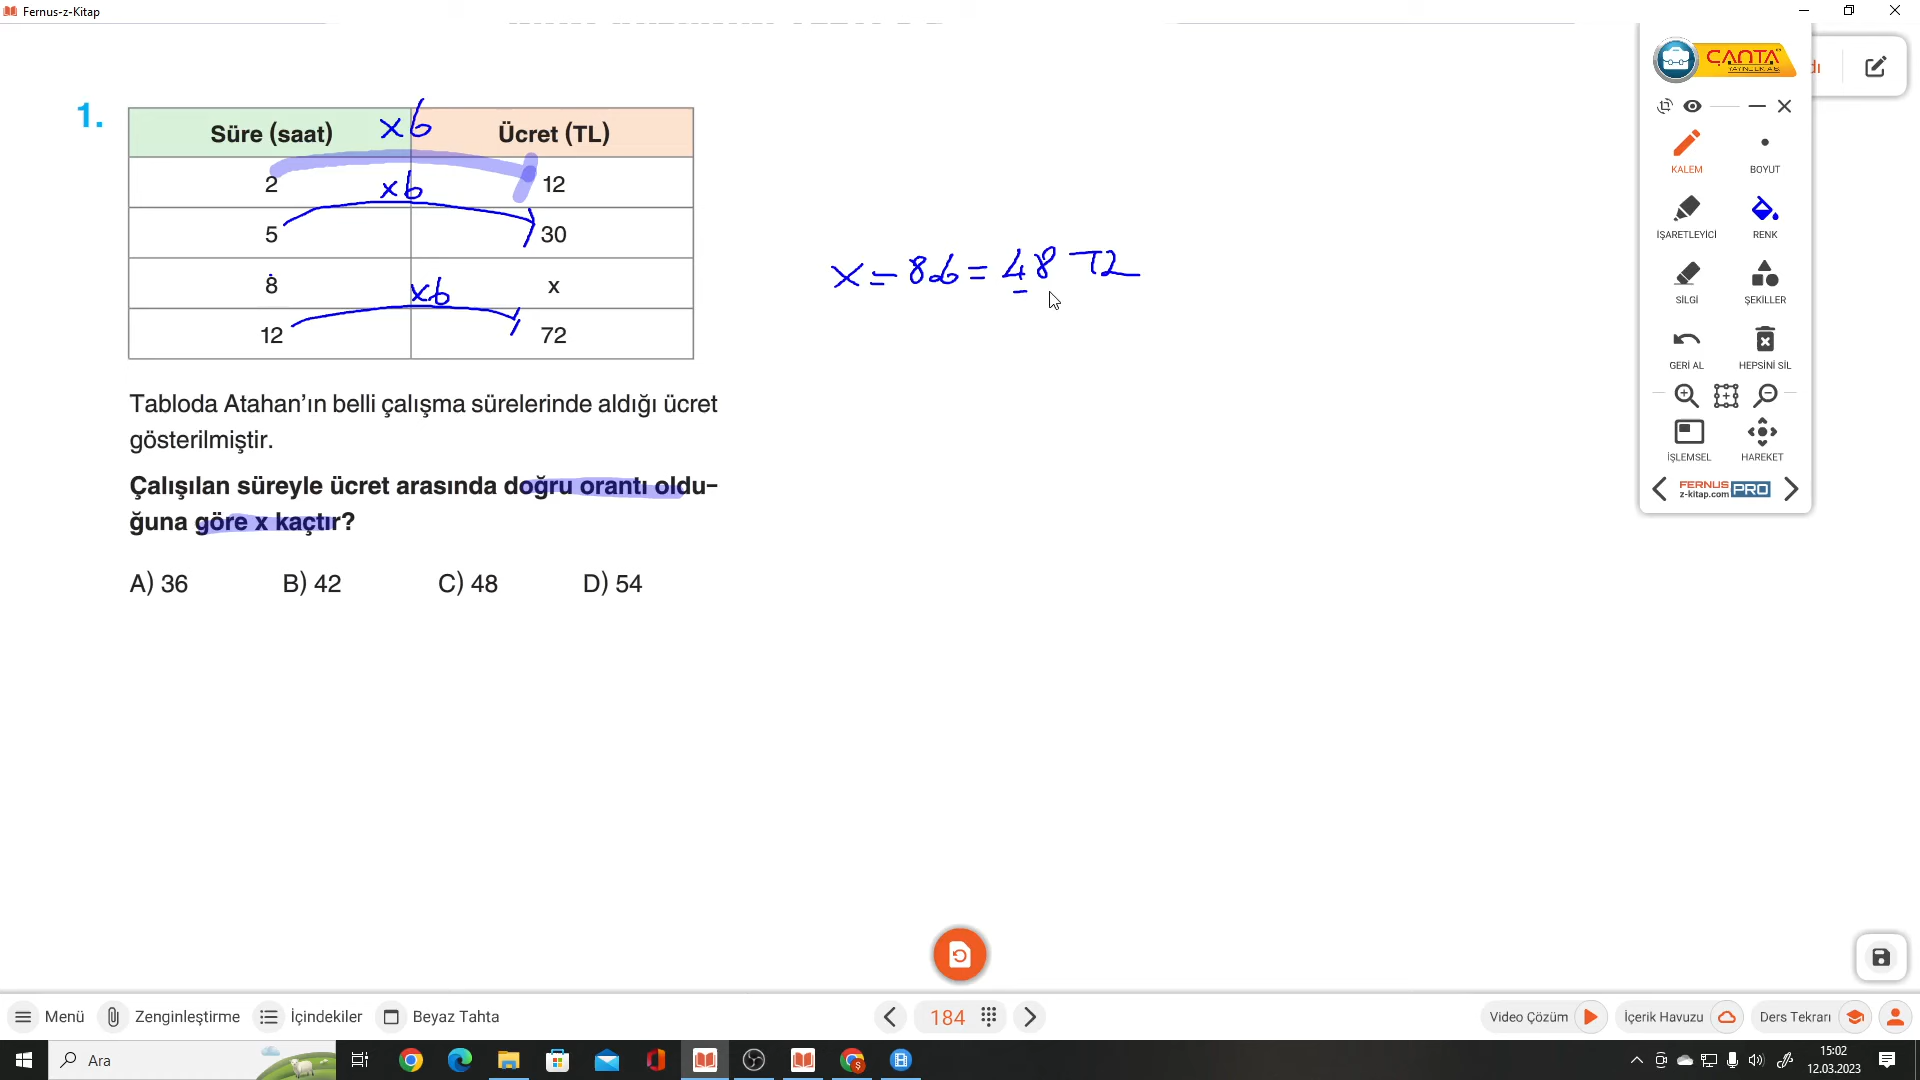 Fernus-z-Kitap
ÇANTA
YAYINLARI
1.
Süre (saat) x6 Ücret (TL)
2 x6 12
5 30
8 x6 x
12 72
x = 8.6 = 48 TL
Tabloda Atahan’ın belli çalışma sürelerinde aldığı ücret
gösterilmiştir.
Çalışılan süreyle ücret arasında doğru orantı oldu-
ğuna göre x kaçtır?
A) 36 B) 42 C) 48 D) 54
KALEM BOYUT
İŞARETLEYİCİ RENK
SİLGİ ŞEKİLLER
GERİ AL HEPSİNİ SİL
İŞLEMSEL HAREKET
FERNUS
z-kitap.com PRO
Menü Zenginleştirme İçindekiler Beyaz Tahta 184 Video Çözüm İçerik Havuzu Ders Tekrarı
Ara 15:02
12.03.2023